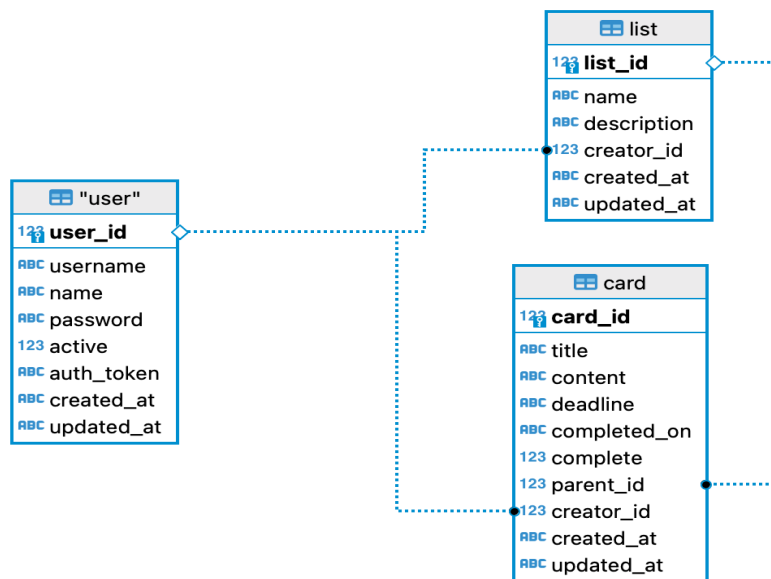 list
123 list_id
ABC name
ABC description
123 creator_id
ABC created_at
ABC updated_at
"user"
123 user_id
ABC username
ABC name
ABC password
123 active
ABC auth_token
ABC created_at
ABC updated_at
card
123 card_id
ABC title
ABC content
ABC deadline
ABC completed_on
123 complete
123 parent_id
123 creator_id
ABC created_at
ABC updated_at